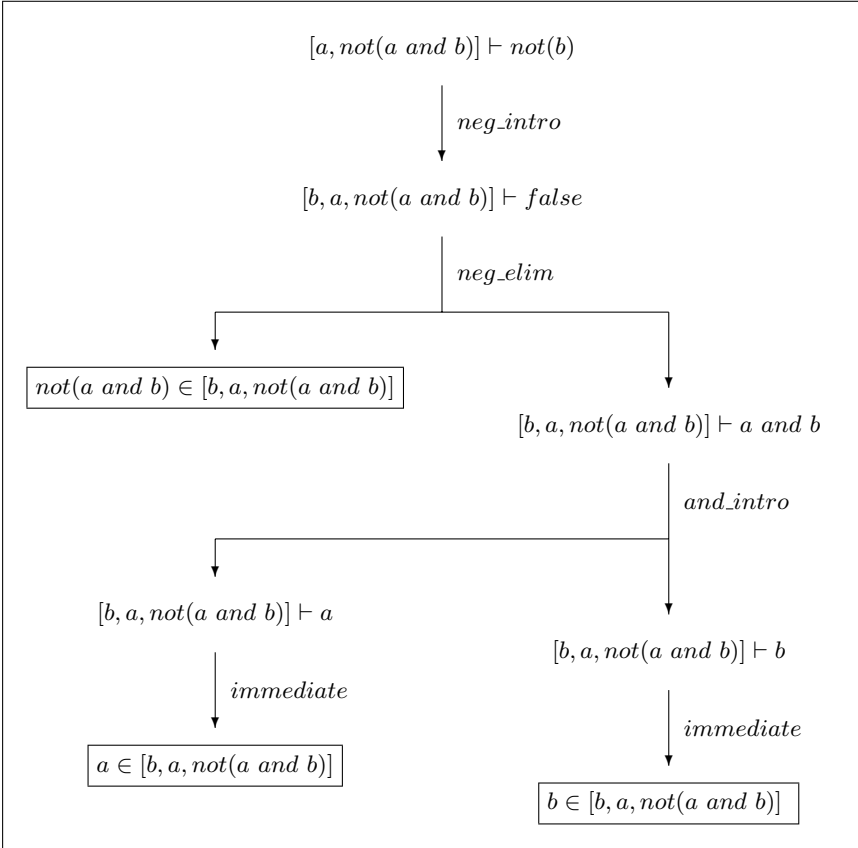 [a, not(a and b)] ⊢ not(b)
neg_intro
[b, a, not(a and b)] ⊢ false
neg_elim
not(a and b) ∈ [b, a, not(a and b)]
[b, a, not(a and b)] ⊢ a and b
and_intro
[b, a, not(a and b)] ⊢ a
[b, a, not(a and b)] ⊢ b
immediate
immediate
a ∈ [b, a, not(a and b)]
b ∈ [b, a, not(a and b)]